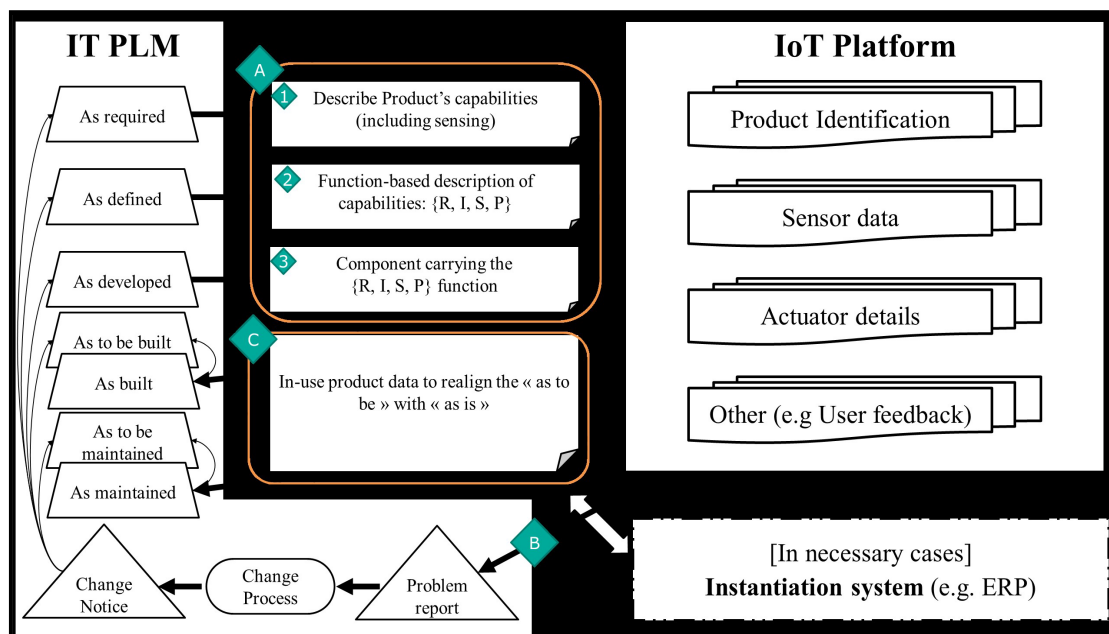 IT PLM
As required
As defined
As developed
As to be built
As built
As to be
maintained
As maintained
Change
Notice
Change
Process
Problem
report
A
1
Describe Product's capabilities
(including sensing)
2
Function-based description of
capabilities: {R, I, S, P}
3
Component carrying the
{R, I, S, P} function
C
In-use product data to realign the « as to
be » with « as is »
B
IoT Platform
Product Identification
Sensor data
Actuator details
Other (e.g User feedback)
[In necessary cases]
Instantiation system (e.g. ERP)